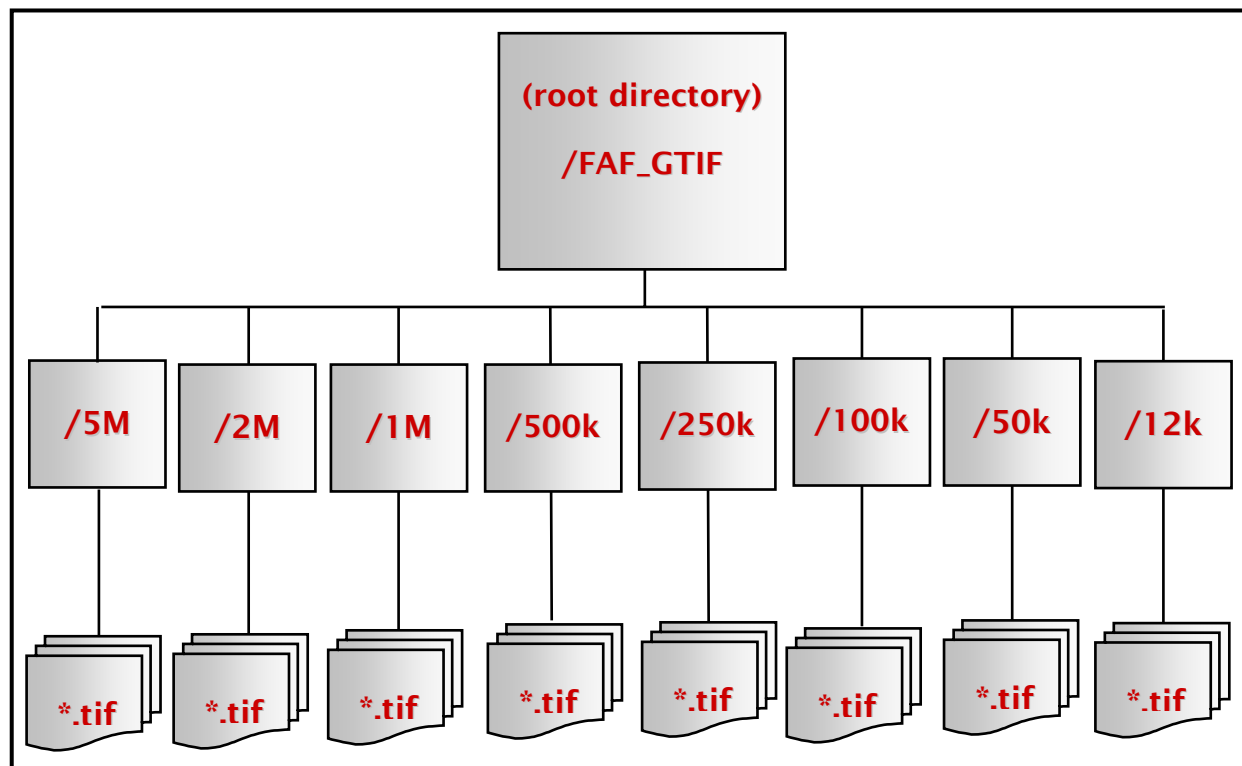 (root directory)
/FAF_GTIF
/5M
/2M
/1M
/500k
/250k
/100k
/50k
/12k
*.tif
*.tif
*.tif
*.tif
*.tif
*.tif
*.tif
*.tif